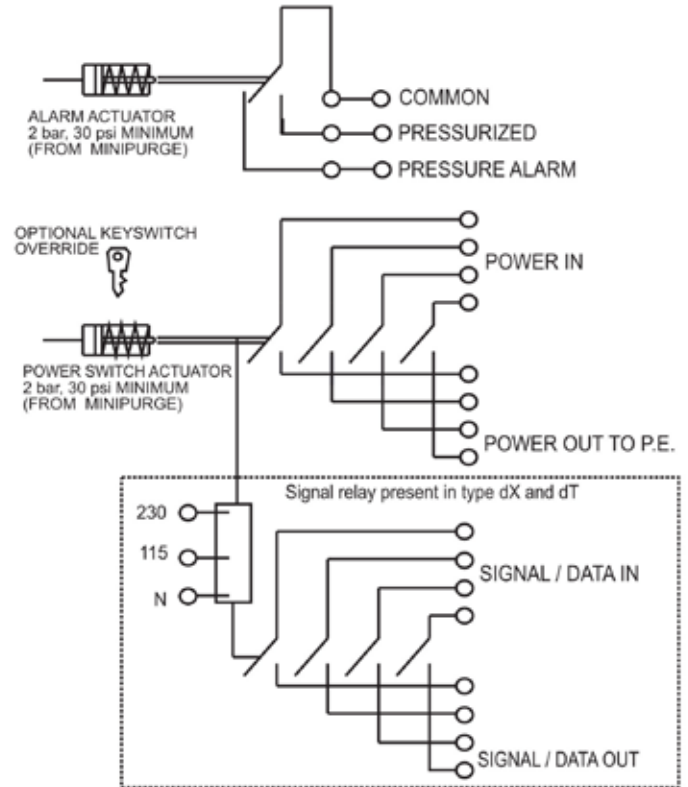 COMMON
ALARM ACTUATOR
2 bar, 30 psi MINIMUM
(FROM MINIPURGE)
PRESSURIZED
PRESSURE ALARM
OPTIONAL KEYSWITCH
OVERRIDE
POWER IN
POWER SWITCH ACTUATOR
2 bar, 30 psi MINIMUM
(FROM MINIPURGE)
POWER OUT TO P.E.
Signal relay present in type dX and dT
230
115
N
SIGNAL / DATA IN
SIGNAL / DATA OUT